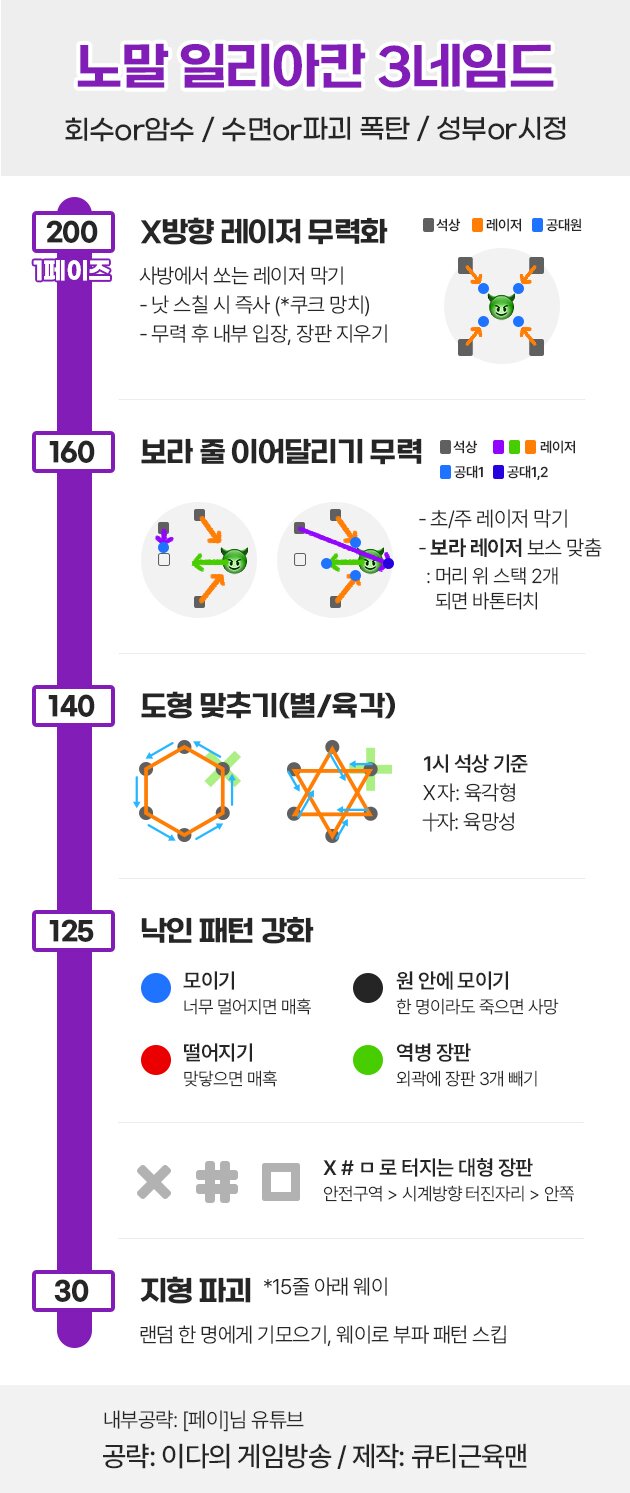 노말 일리아칸 3네임드
회수or암수 / 수면or파괴 폭탄 / 성부or시정
200
1페이즈
X방향 레이저 무력화
석상 레이저 공대원
사방에서 쏘는 레이저 막기
- 낫 스칠 시 즉사 (*쿠크 망치)
- 무력 후 내부 입장, 장판 지우기
160
보라 줄 이어달리기 무력
석상 레이저
공대1 공대1,2
- 초/주 레이저 막기
- 보라 레이저 보스 맞춤
: 머리 위 스택 2개
되면 바톤터치
140
도형 맞추기(별/육각)
1시 석상 기준
X자: 육각형
十자: 육망성
125
낙인 패턴 강화
모이기
너무 멀어지면 매혹
원 안에 모이기
한 명이라도 죽으면 사망
떨어지기
맞닿으면 매혹
역병 장판
외곽에 장판 3개 빼기
X # ㅁ 로 터지는 대형 장판
안전구역 > 시계방향 터진자리 > 안쪽
30
지형 파괴 *15줄 아래 웨이
랜덤 한 명에게 기모으기, 웨이로 부파 패턴 스킵
내부공략: [페이]님 유튜브
공략: 이다의 게임방송 / 제작: 큐티근육맨